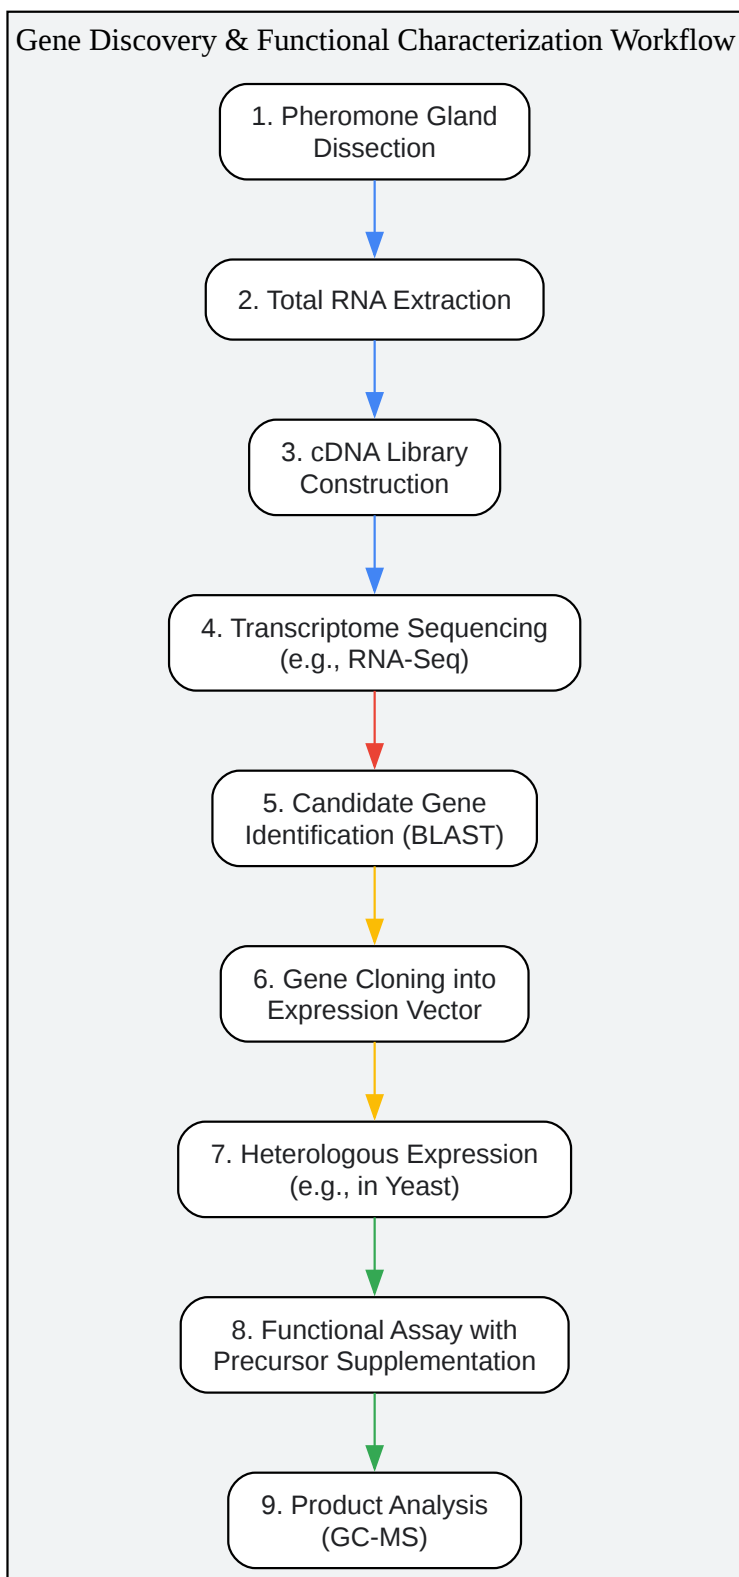 Gene Discovery & Functional Characterization Workflow
1. Pheromone Gland
Dissection
2. Total RNA Extraction
3. cDNA Library
Construction
4. Transcriptome Sequencing
(e.g., RNA-Seq)
5. Candidate Gene
Identification (BLAST)
6. Gene Cloning into
Expression Vector
7. Heterologous Expression
(e.g., in Yeast)
8. Functional Assay with
Precursor Supplementation
9. Product Analysis
(GC-MS)